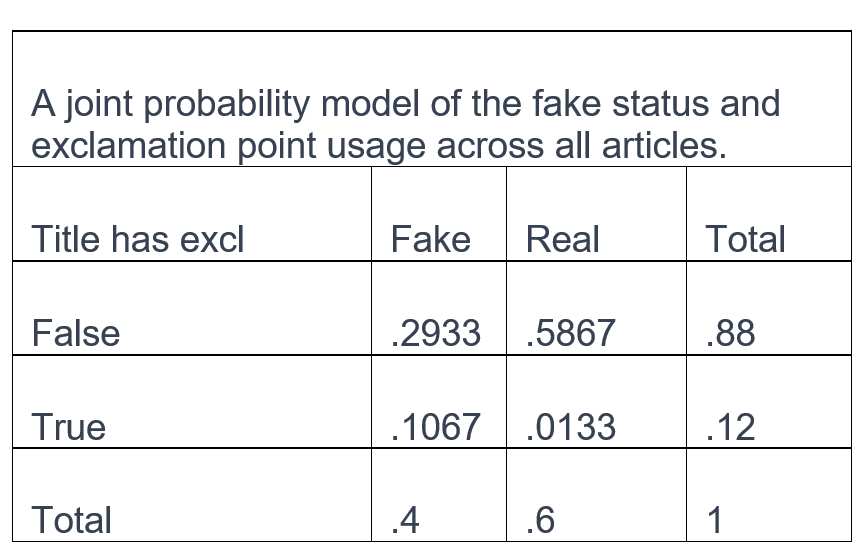 A joint probability model of the fake status and
exclamation point usage across all articles.
Title has excl Fake Real Total
False .2933 .5867 .88
True .1067 .0133 .12
Total .4 .6 1